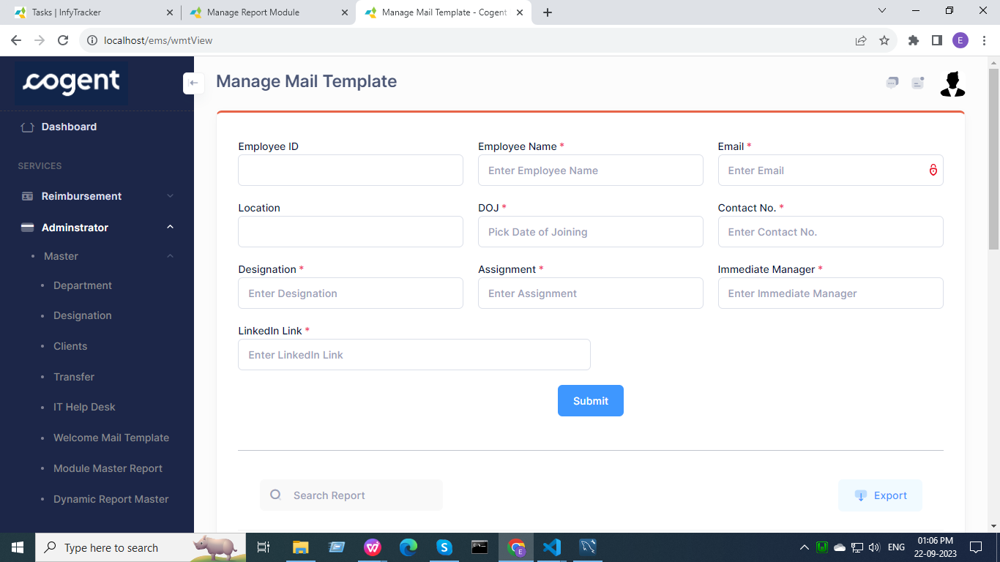 Tasks | InfyTracker
Manage Report Module
Manage Mail Template - Cogent
localhost/ems/wmtView
E
cogent
Manage Mail Template
Dashboard
SERVICES
Reimbursement
Adminstrator
Master
Department
Designation
Clients
Transfer
IT Help Desk
Welcome Mail Template
Module Master Report
Dynamic Report Master
Employee ID
Employee Name *
Email *
Enter Employee Name
Enter Email
Location
DOJ *
Contact No. *
Pick Date of Joining
Enter Contact No.
Designation *
Assignment *
Immediate Manager *
Enter Designation
Enter Assignment
Enter Immediate Manager
LinkedIn Link *
Enter LinkedIn Link
Submit
Search Report
Export
Type here to search
ENG
01:06 PM
22-09-2023